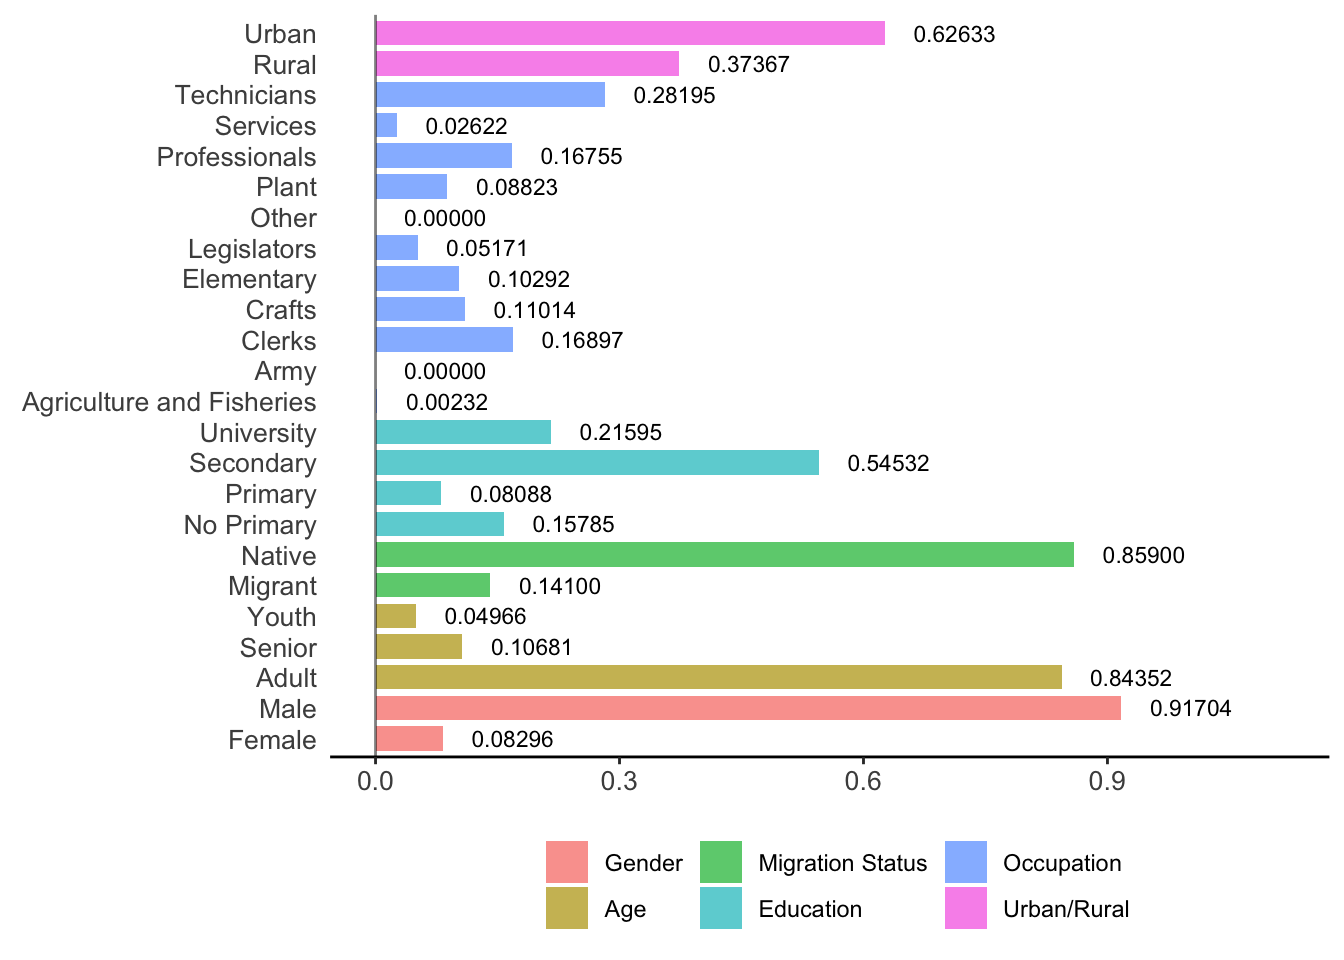 Urban 0.62633
Rural 0.37367
Technicians 0.28195
Services 0.02622
Professionals 0.16755
Plant 0.08823
Other 0.00000
Legislators 0.05171
Elementary 0.10292
Crafts 0.11014
Clerks 0.16897
Army 0.00000
Agriculture and Fisheries 0.00232
University 0.21595
Secondary 0.54532
Primary 0.08088
No Primary 0.15785
Native 0.85900
Migrant 0.14100
Youth 0.04966
Senior 0.10681
Adult 0.84352
Male 0.91704
Female 0.08296
0.0 0.3 0.6 0.9
Gender Migration Status Occupation
Age Education Urban/Rural